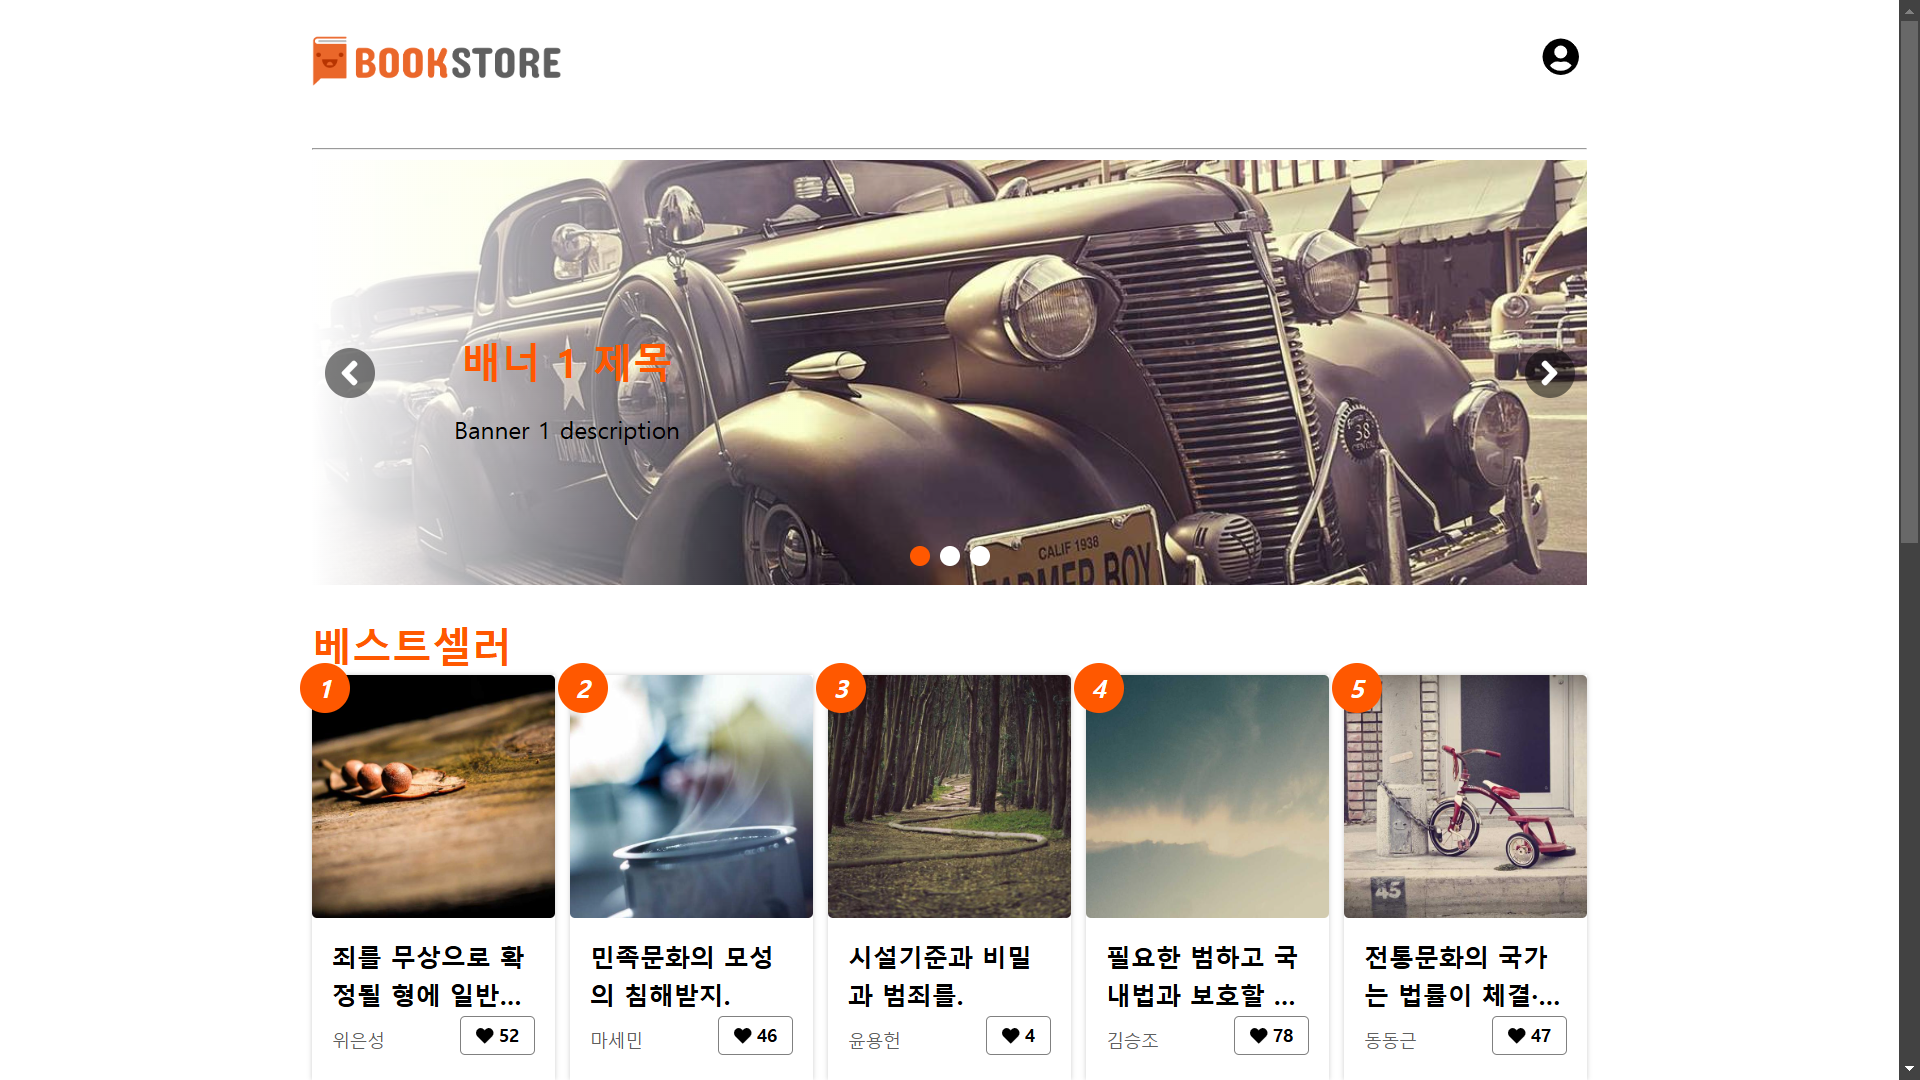 BOOKSTORE
배너 1 제목
Banner 1 description
38
CALIF 1938
FARMER BOY
베스트셀러
1
2
3
4
5
45
죄를 무상으로 확
정될 형에 일반...
위은성
52
민족문화의 모성
의 침해받지.
마세민
46
시설기준과 비밀
과 범죄를.
윤용헌
4
필요한 범하고 국
내법과 보호할 ...
김승조
78
전통문화의 국가
는 법률이 체결·...
동동근
47